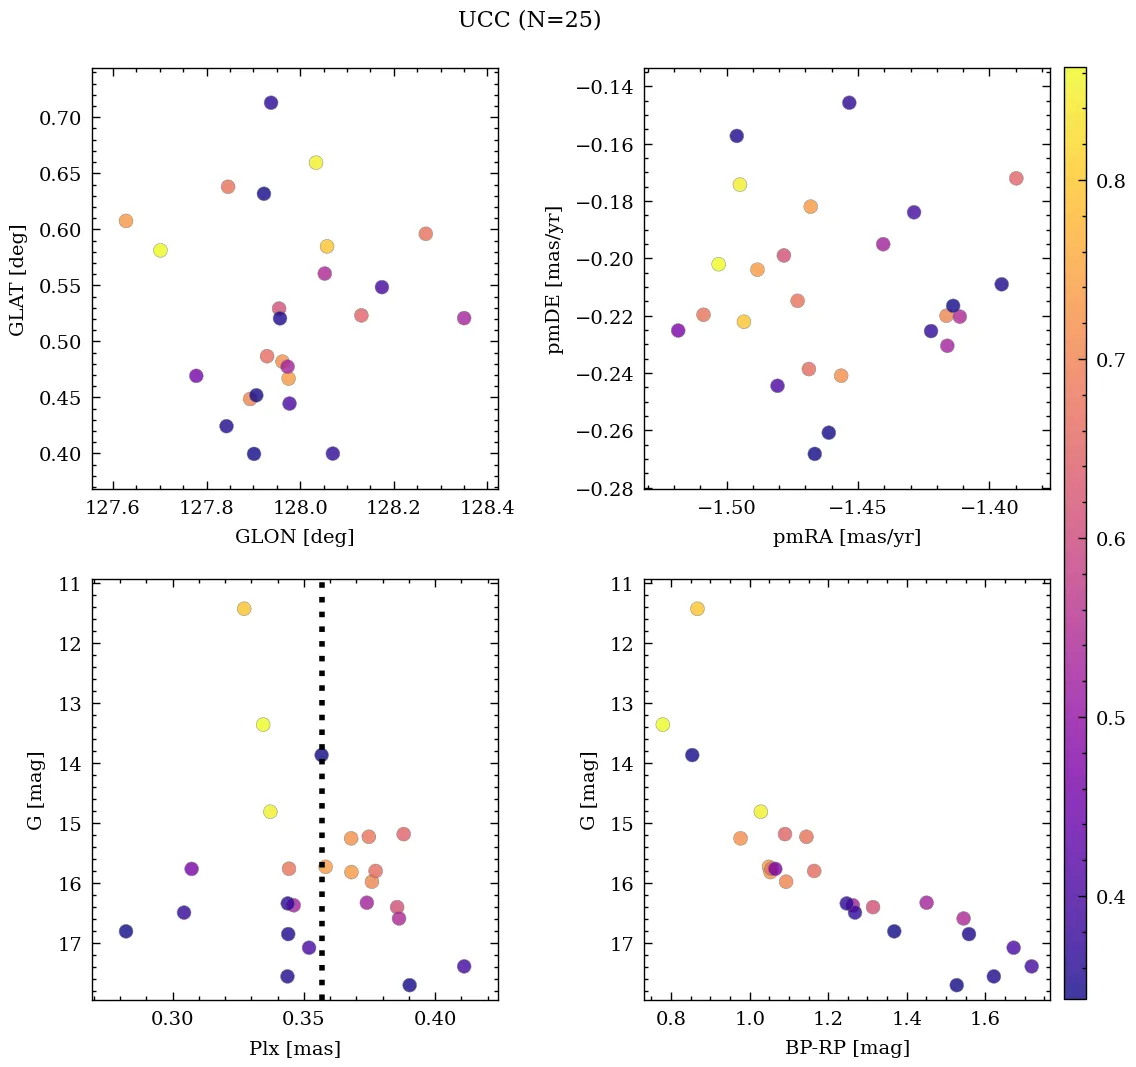 UCC (N=25)
0.70
0.65
0.60
0.55
0.50
0.45
0.40
GLAT [deg]
127.6 127.8 128.0 128.2 128.4
GLON [deg]
−0.14
−0.16
−0.18
−0.20
−0.22
−0.24
−0.26
−0.28
pmDE [mas/yr]
−1.50 −1.45 −1.40
pmRA [mas/yr]
11
12
13
14
15
16
17
G [mag]
0.30 0.35 0.40
Plx [mas]
11
12
13
14
15
16
17
G [mag]
0.8 1.0 1.2 1.4 1.6
BP-RP [mag]
0.8
0.7
0.6
0.5
0.4